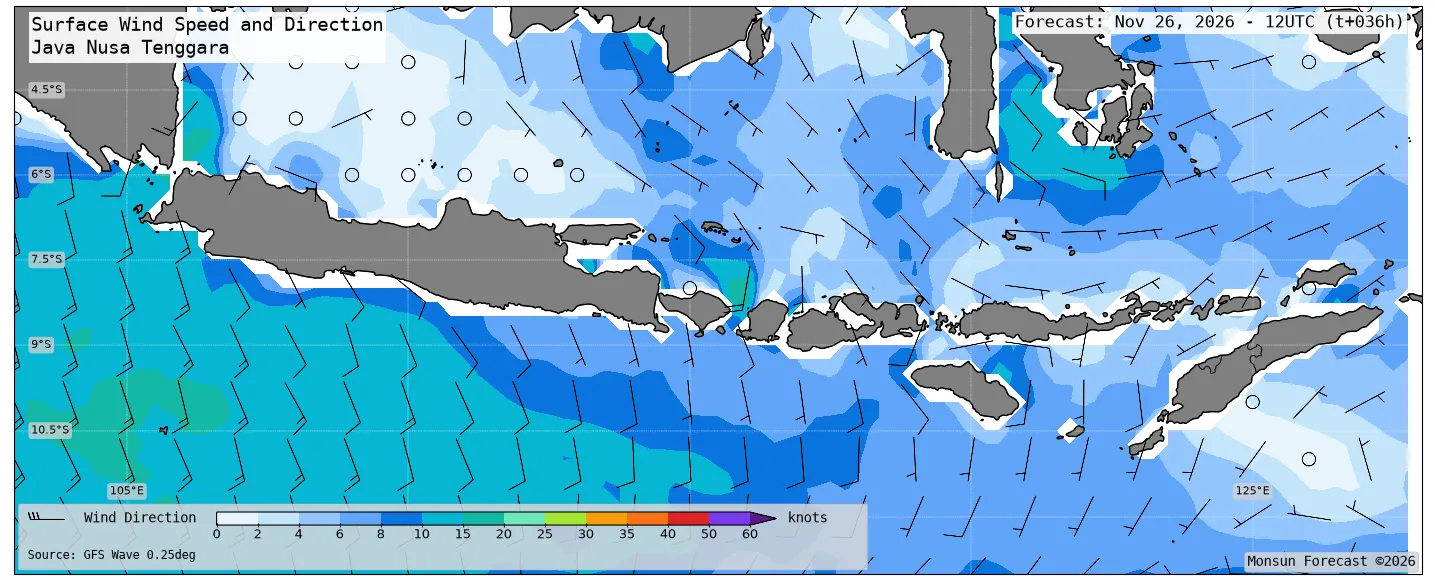 Surface Wind Speed and Direction
Java Nusa Tenggara
Forecast: Nov 26, 2026 - 12UTC (t+036h)
4.5°S
6°S
7.5°S
9°S
10.5°S
105°E
125°E
Wind Direction
0 2 4 6 8 10 15 20 25 30 35 40 50 60
knots
Source: GFS Wave 0.25deg
Monsun Forecast ©2026